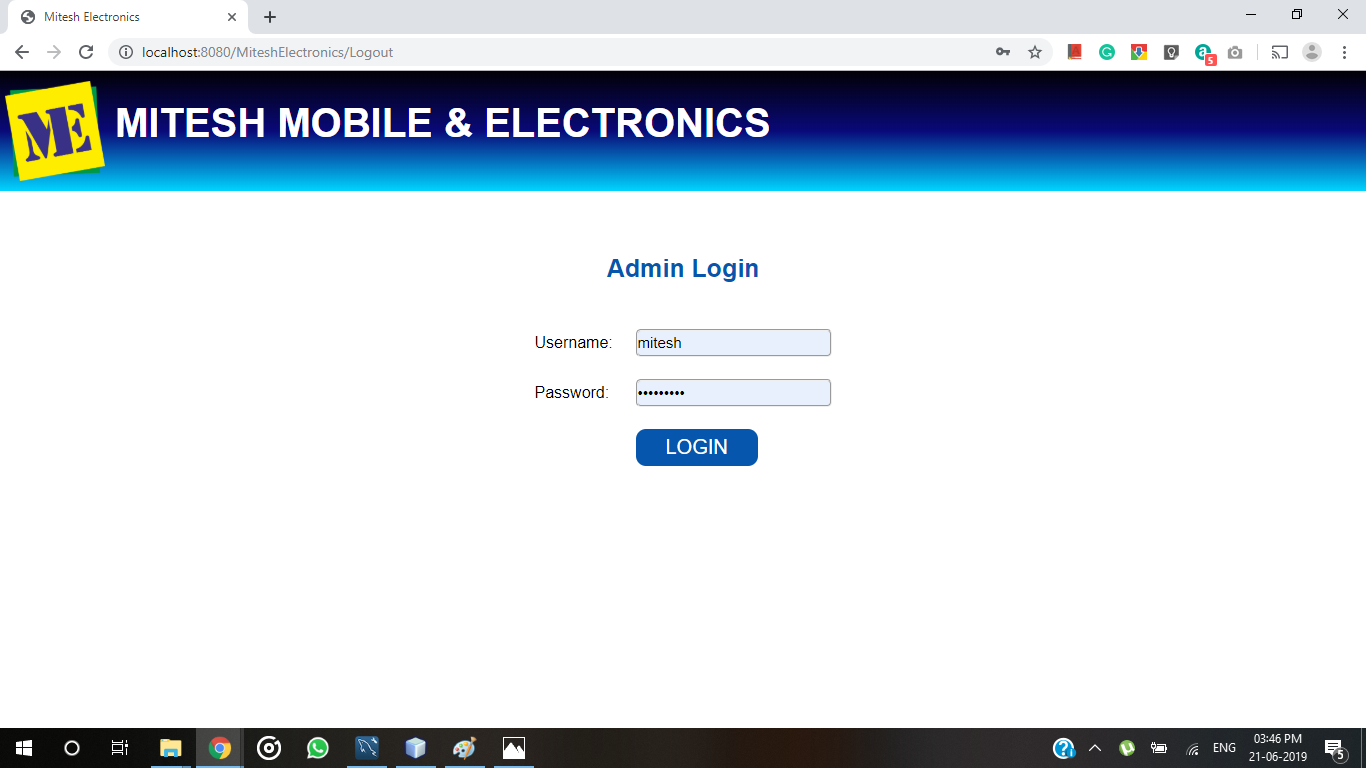 Mitesh Electronics
localhost:8080/MiteshElectronics/Logout
5
ME
MITESH MOBILE & ELECTRONICS
Admin Login
Username: mitesh
Password: •••••••••
LOGIN
ENG
03:46 PM
21-06-2019
5